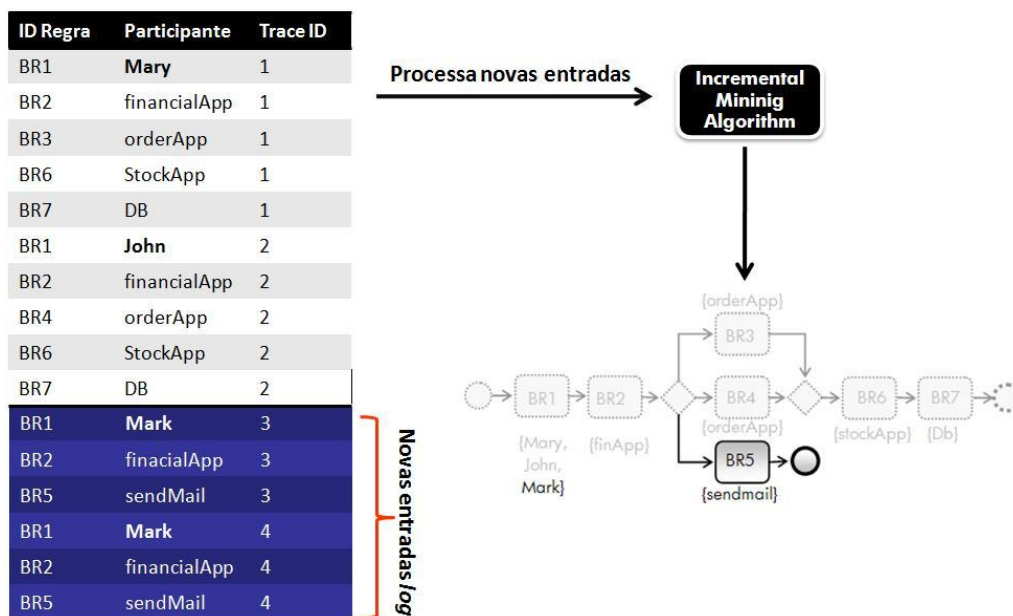 ID Regra Participante Trace ID
BR1 Mary 1
BR2 financialApp 1
BR3 orderApp 1
BR6 StockApp 1
BR7 DB 1
BR1 John 2
BR2 financialApp 2
BR4 orderApp 2
BR6 StockApp 2
BR7 DB 2
BR1 Mark 3
BR2 finacialApp 3
BR5 sendMail 3
BR1 Mark 4
BR2 financialApp 4
BR5 sendMail 4
Novas entradas log
Processa novas entradas
Incremental
Mininig
Algorithm
{orderApp}
BR3
BR1 BR2 BR4 BR6 BR7
{orderApp}
{Mary,
John,
Mark}
{finApp}
{stockApp} {Db}
BR5
{sendmail}